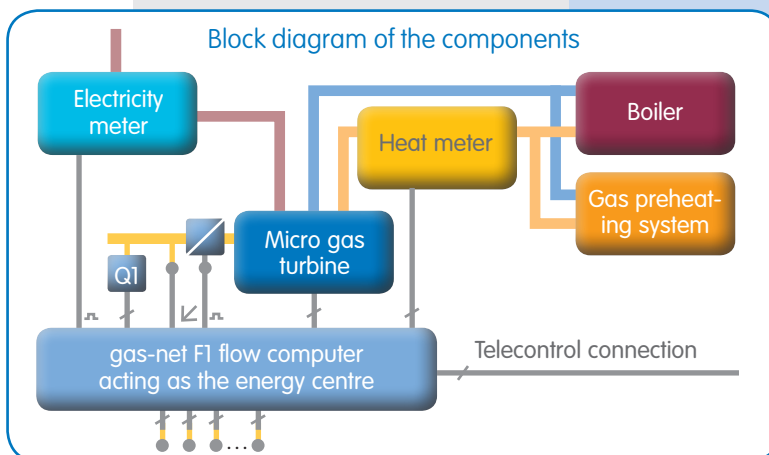 Block diagram of the components
Electricity
meter
Boiler
Heat meter
Gas preheat-
ing system
Micro gas
turbine
Q1
gas-net F1 flow computer
acting as the energy centre
Telecontrol connection
...